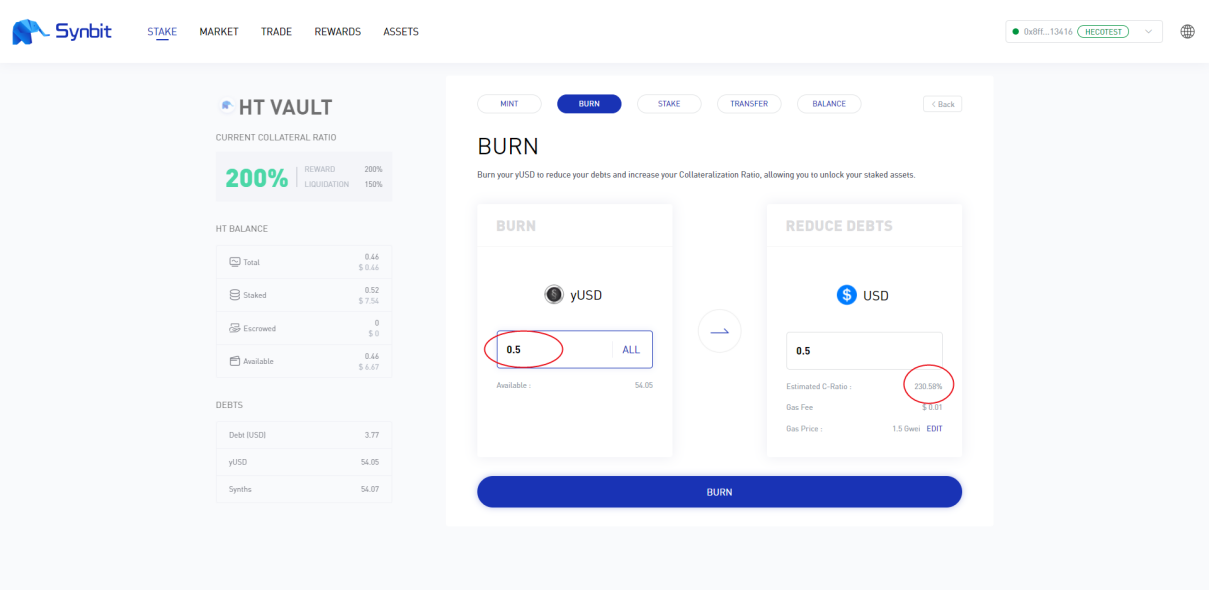 Synbit STAKE MARKET TRADE REWARDS ASSETS 0x8ff...13416 HECOTEST
HT VAULT
CURRENT COLLATERAL RATIO
200% REWARD 200%
LIQUIDATION 150%
HT BALANCE
Total 0.46
$ 0.46
Staked 0.52
$ 7.54
Escrowed 0
$ 0
Available 0.46
$ 6.67
DEBTS
Debt (USD) 3.77
yUSD 54.05
Synths 54.07
MINT BURN STAKE TRANSFER BALANCE < Back
BURN
Burn your yUSD to reduce your debts and increase your Collateralization Ratio, allowing you to unlock your staked assets.
BURN
yUSD
0.5 ALL
Available : 54.05
REDUCE DEBTS
USD
0.5
Estimated C-Ratio : 230.58%
Gas Fee $ 0.01
Gas Price : 1.5 Gwei EDIT
BURN